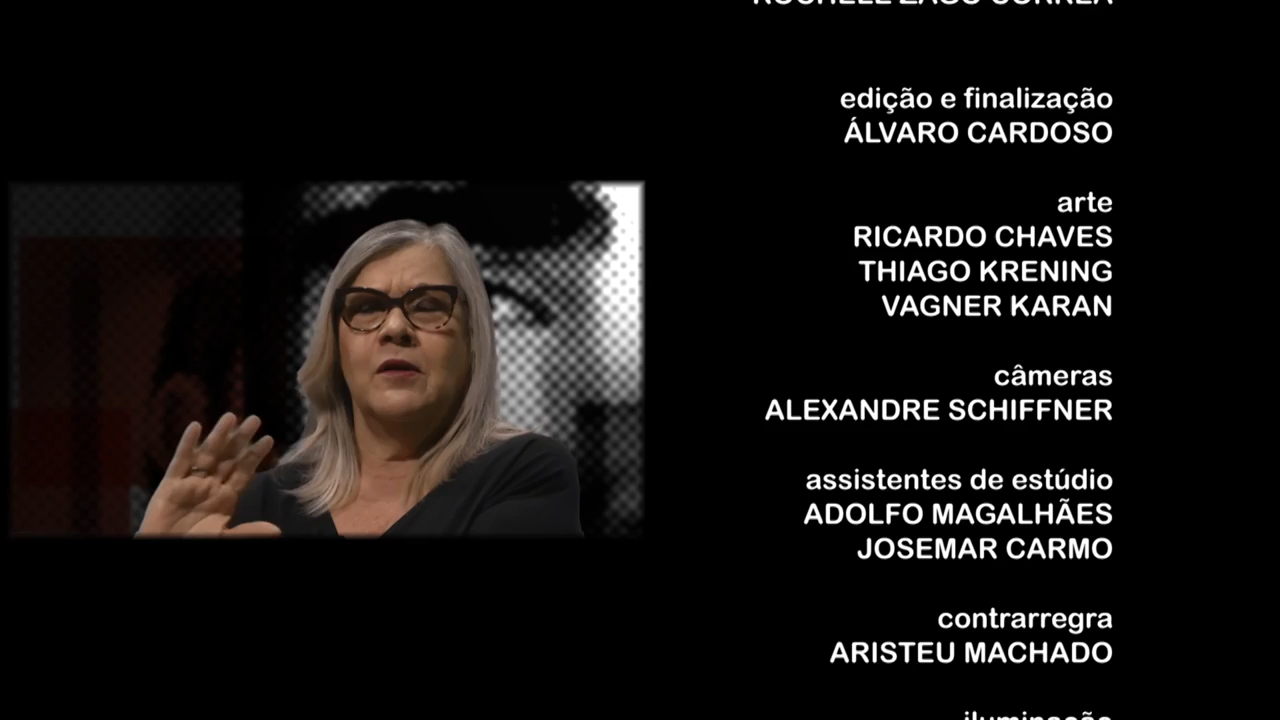 edição e finalização
ÁLVARO CARDOSO
arte
RICARDO CHAVES
THIAGO KRENING
VAGNER KARAN
câmeras
ALEXANDRE SCHIFFNER
assistentes de estúdio
ADOLFO MAGALHÃES
JOSEMAR CARMO
contrarregra
ARISTEU MACHADO
iluminação